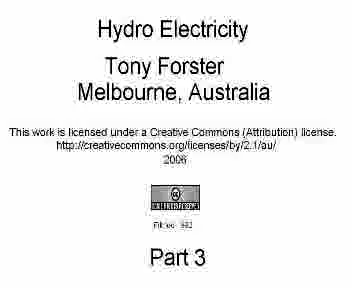 Hydro Electricity
Tony Forster
Melbourne, Australia
This work is licensed under a Creative Commons (Attribution) license.
http://creativecommons.org/licenses/by/2.1/au/
2006
cc
Part 3